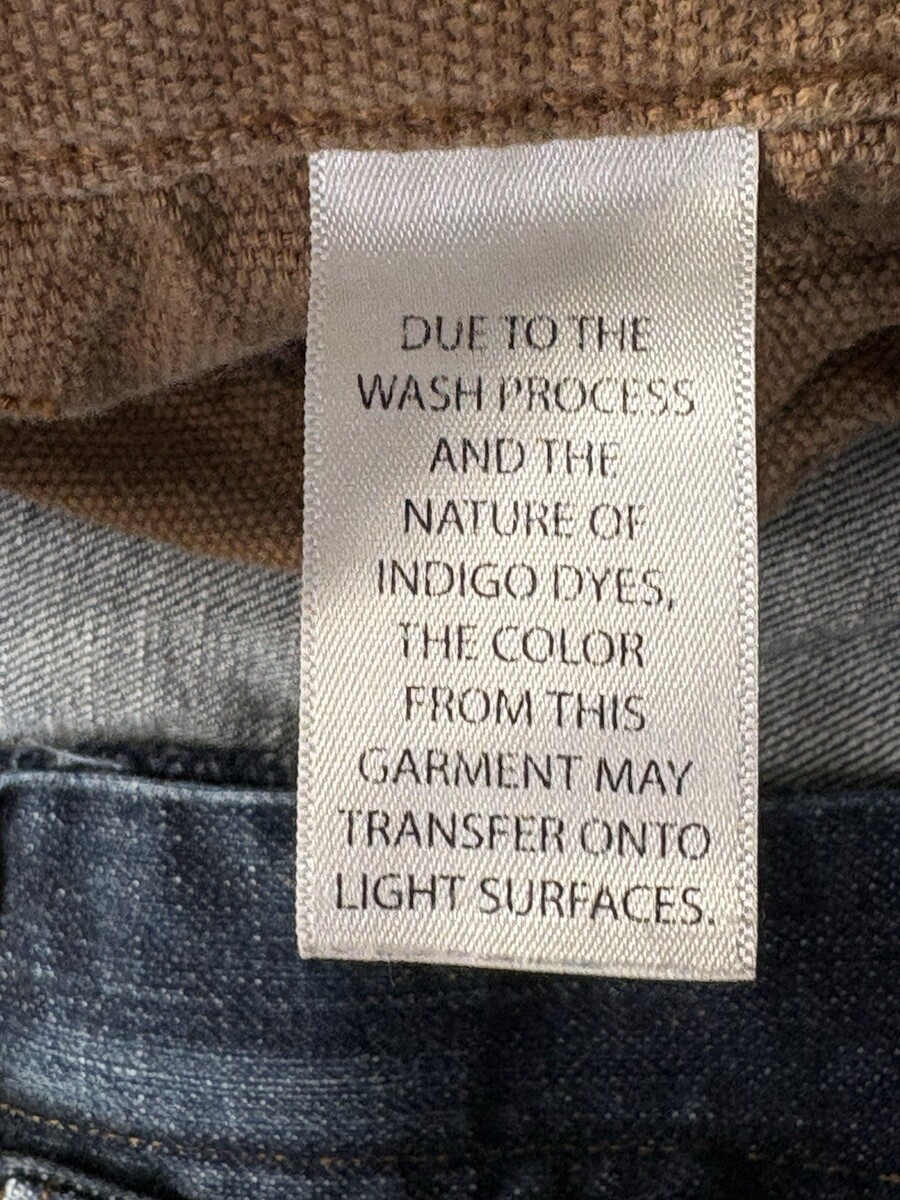 DUE TO THE
WASH PROCESS
AND THE
NATURE OF
INDIGO DYES,
THE COLOR
FROM THIS
GARMENT MAY
TRANSFER ONTO
LIGHT SURFACES.